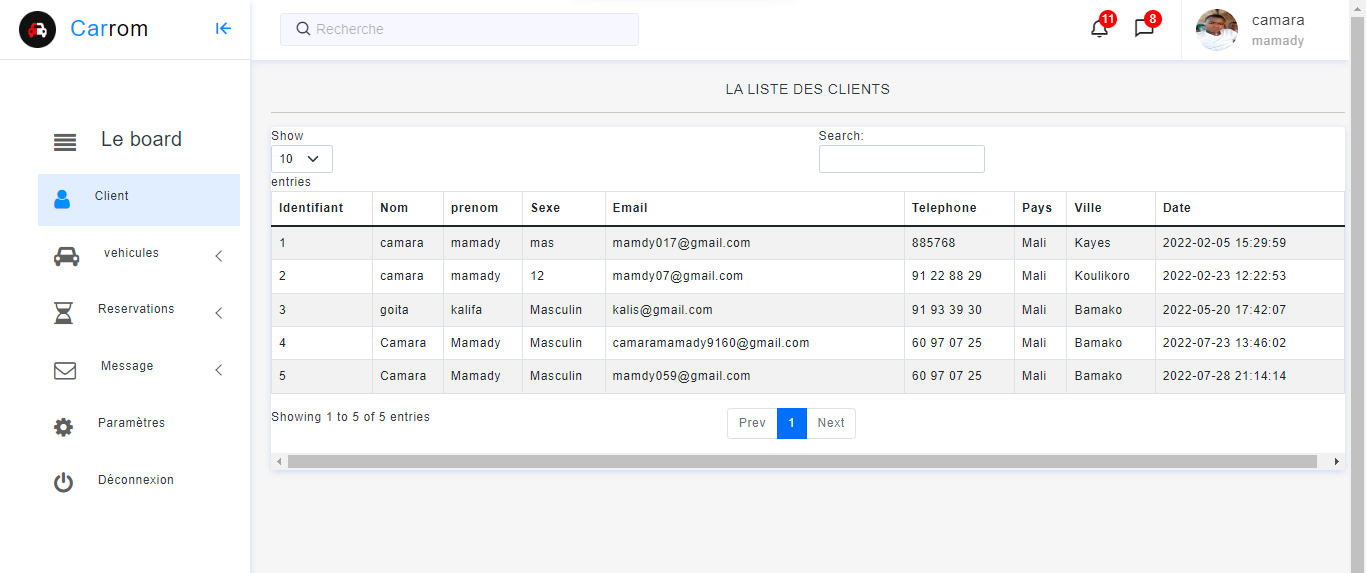 Carrom
Recherche
11
8
camara
mamady
Le board
Client
vehicules
Reservations
Message
Paramètres
Déconnexion
LA LISTE DES CLIENTS
Show
10
entries
Search:
Identifiant Nom prenom Sexe Email Telephone Pays Ville Date
1 camara mamady mas mamdy017@gmail.com 885768 Mali Kayes 2022-02-05 15:29:59
2 camara mamady 12 mamdy07@gmail.com 91 22 88 29 Mali Koulikoro 2022-02-23 12:22:53
3 goita kalifa Masculin kalis@gmail.com 91 93 39 30 Mali Bamako 2022-05-20 17:42:07
4 Camara Mamady Masculin camaramamady9160@gmail.com 60 97 07 25 Mali Bamako 2022-07-23 13:46:02
5 Camara Mamady Masculin mamdy059@gmail.com 60 97 07 25 Mali Bamako 2022-07-28 21:14:14
Showing 1 to 5 of 5 entries
Prev 1 Next